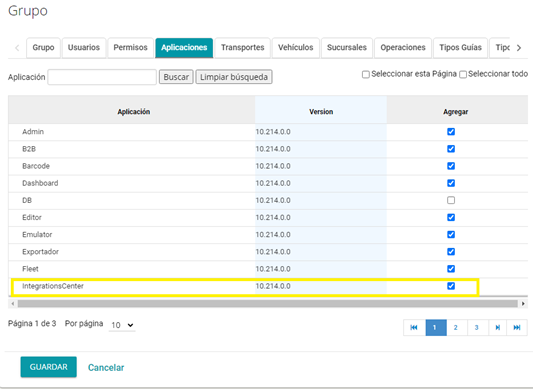 Grupo
Grupo Usuarios Permisos Aplicaciones Transportes Vehículos Sucursales Operaciones Tipos Guías Tipo
Aplicación Buscar Limpiar búsqueda Seleccionar esta Página Seleccionar todo
Aplicación Version Agregar
Admin 10.214.0.0
B2B 10.214.0.0
Barcode 10.214.0.0
Dashboard 10.214.0.0
DB 10.214.0.0
Editor 10.214.0.0
Emulator 10.214.0.0
Exportador 10.214.0.0
Fleet 10.214.0.0
IntegrationsCenter 10.214.0.0
Página 1 de 3 Por página 10 1 2 3
GUARDAR Cancelar